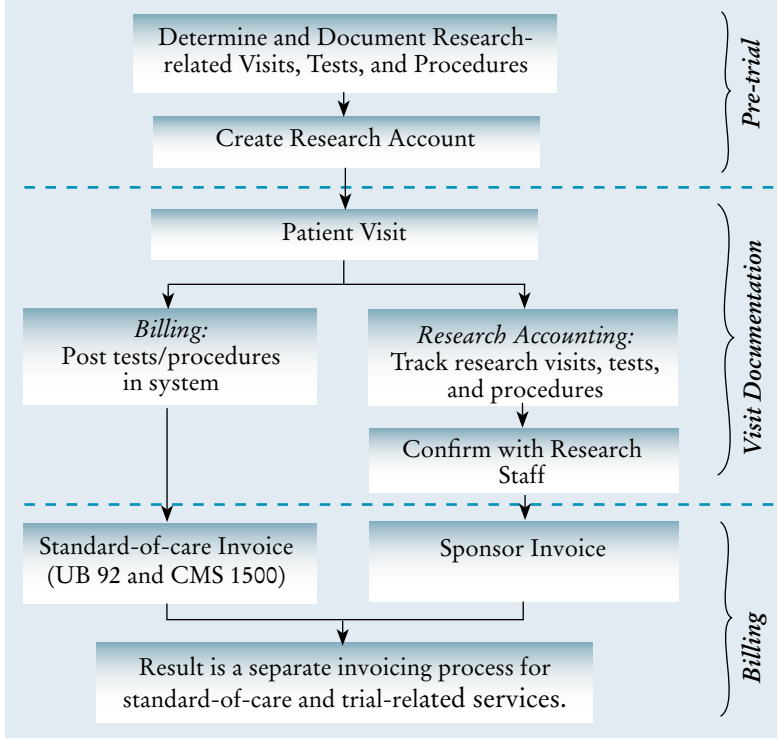 Determine and Document Research-
related Visits, Tests, and Procedures
Create Research Account
Pre-trial
Patient Visit
Billing:
Post tests/procedures
in system
Research Accounting:
Track research visits, tests,
and procedures
Confirm with Research
Staff
Visit Documentation
Standard-of-care Invoice
(UB 92 and CMS 1500)
Sponsor Invoice
Result is a separate invoicing process for
standard-of-care and trial-related services.
Billing